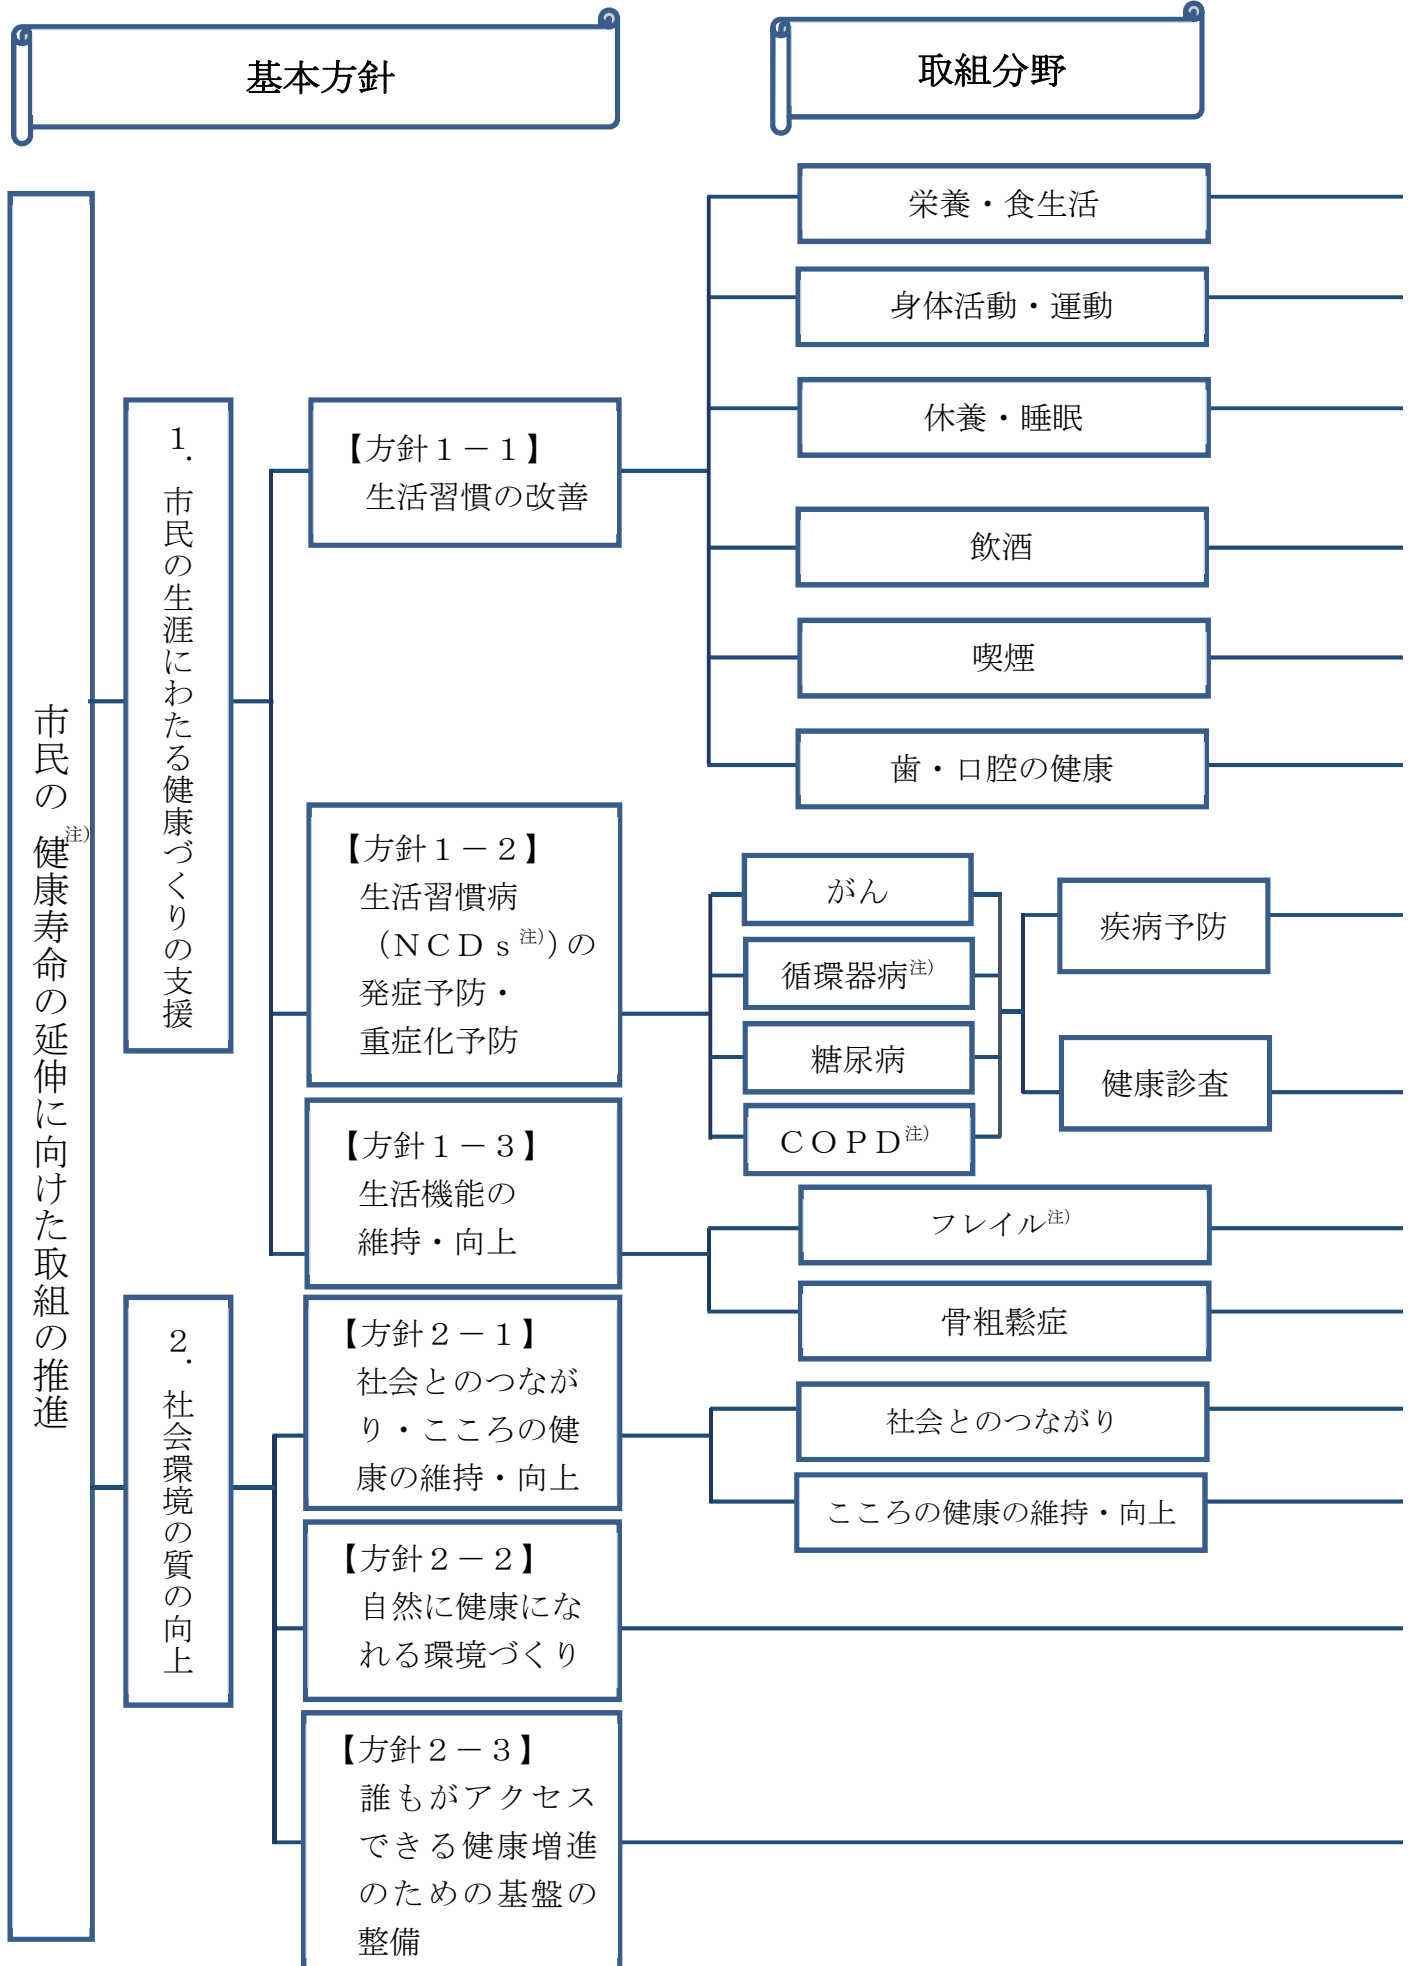 基本方針
取組分野
市民の健康寿命の延伸に向けた取組の推進
注)
1．市民の生涯にわたる健康づくりの支援
【方針１－１】
生活習慣の改善
栄養・食生活
身体活動・運動
休養・睡眠
飲酒
喫煙
歯・口腔の健康
【方針１－２】
生活習慣病
（ＮＣＤｓ注)）の
発症予防・
重症化予防
がん
循環器病注)
糖尿病
ＣＯＰＤ注)
疾病予防
健康診査
【方針１－３】
生活機能の
維持・向上
フレイル注)
骨粗鬆症
2．社会環境の質の向上
【方針２－１】
社会とのつなが
り・こころの健
康の維持・向上
社会とのつながり
こころの健康の維持・向上
【方針２－２】
自然に健康にな
れる環境づくり
【方針２－３】
誰もがアクセス
できる健康増進
のための基盤の
整備